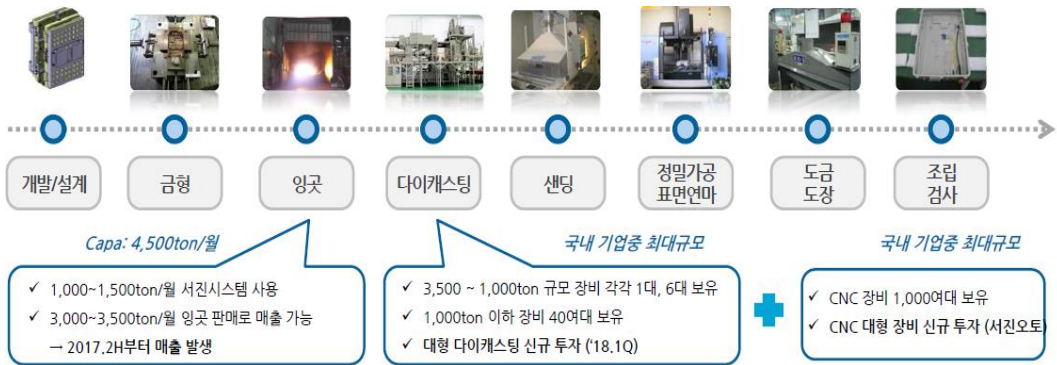 개발/설계
금형
잉곳
다이캐스팅
샌딩
정밀가공
표면연마
도금
도장
조립
검사
Capa: 4,500ton/월
✓ 1,000~1,500ton/월 서진시스템 사용
✓ 3,000~3,500ton/월 잉곳 판매로 매출 가능
→ 2017.2H부터 매출 발생
국내 기업중 최대규모
✓ 3,500 ~ 1,000ton 규모 장비 각각 1대, 6대 보유
✓ 1,000ton 이하 장비 40여대 보유
✓ 대형 다이캐스팅 신규 투자 ('18.1Q)
국내 기업중 최대규모
✓ CNC 장비 1,000여대 보유
✓ CNC 대형 장비 신규 투자 (서진오토)